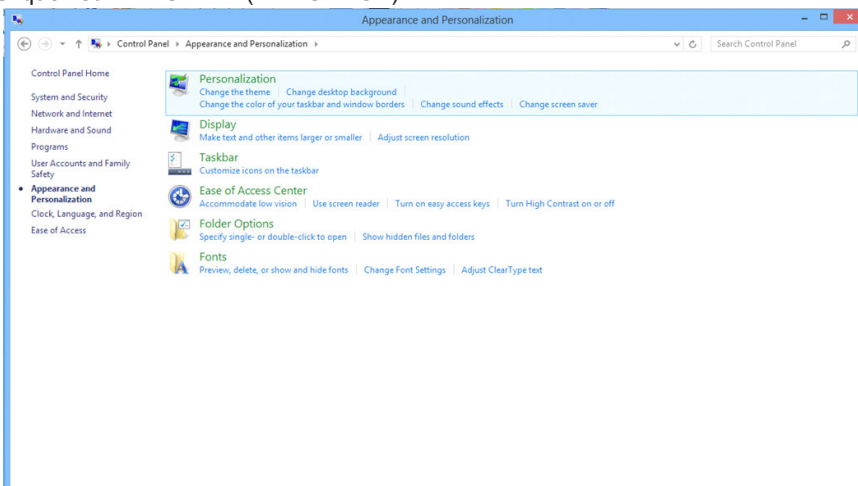 Appearance and Personalization
Control Panel Appearance and Personalization
Search Control Panel
Control Panel Home
System and Security
Network and Internet
Hardware and Sound
Programs
User Accounts and Family
Safety
Appearance and
Personalization
Clock, Language, and Region
Ease of Access
Personalization
Change the theme Change desktop background
Change the color of your taskbar and window borders Change sound effects Change screen saver
Display
Make text and other items larger or smaller Adjust screen resolution
Taskbar
Customize icons on the taskbar
Ease of Access Center
Accommodate low vision Use screen reader Turn on easy access keys Turn High Contrast on or off
Folder Options
Specify single- or double-click to open Show hidden files and folders
Fonts
Preview, delete, or show and hide fonts Change Font Settings Adjust ClearType text